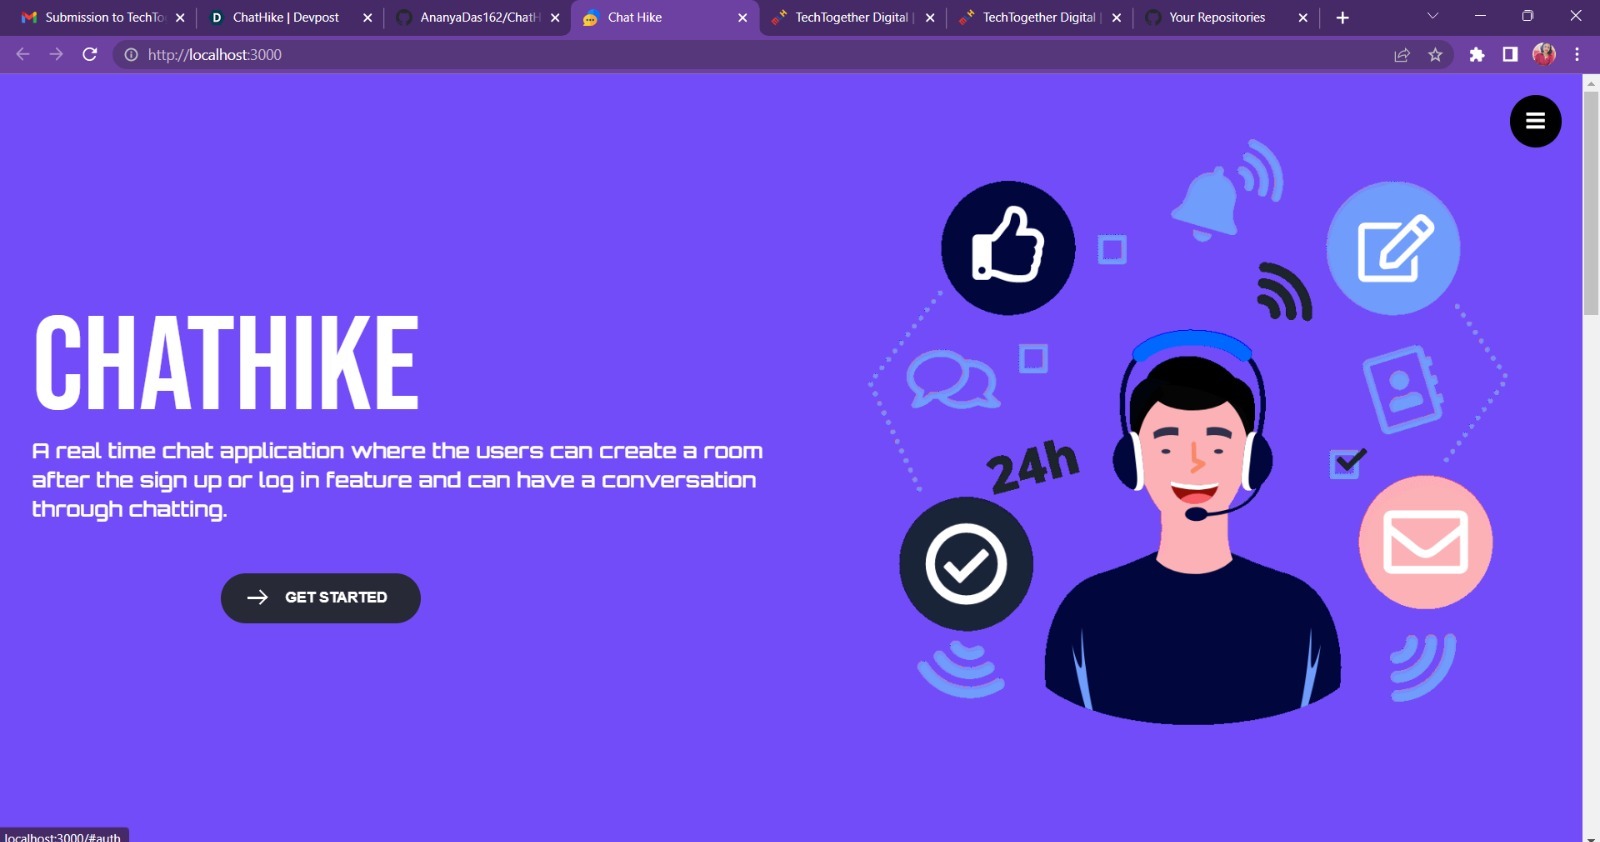 Submission to TechTo
ChatHike | Devpost
AnanyaDas162/ChatH
Chat Hike
TechTogether Digital |
TechTogether Digital |
Your Repositories
http://localhost:3000
CHATHIKE
A real time chat application where the users can create a room
after the sign up or log in feature and can have a conversation
through chatting.
GET STARTED
24h
localhost:3000/#auth